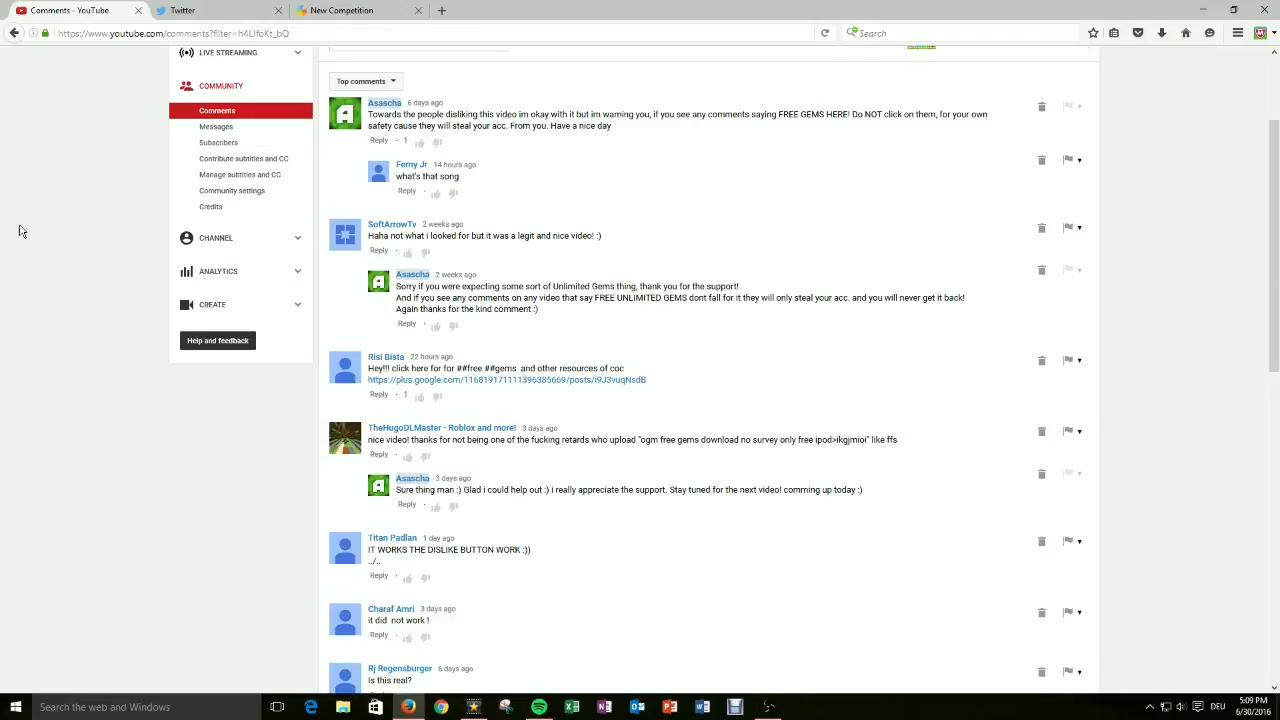 Comments - YouTube
Twitter
New Competition
https://www.youtube.com/comments?filter=h4LlfoKt_bQ
Search
LIVE STREAMING
COMMUNITY
Comments
Messages
Subscribers
Contribute subtitles and CC
Manage subtitles and CC
Community settings
Credits
CHANNEL
ANALYTICS
CREATE
Help and feedback
Top comments
Asascha 6 days ago
Towards the people disliking this video im okay with it but im warning you, if you see any comments saying FREE GEMS HERE! Do NOT click on them, for your own
safety cause they will steal your acc. From you. Have a nice day
Reply · 1
Ferny Jr 14 hours ago
what's that song
Reply ·
SoftArrowTv 2 weeks ago
Haha not what i looked for but it was a legit and nice video! :)
Reply ·
Asascha 2 weeks ago
Sorry if you were expecting some sort of Unlimited Gems thing, thank you for the support!
And if you see any comments on any video that say FREE UNLIMITED GEMS dont fall for it they will only steal your acc. and you will never get it back!
Again thanks for the kind comment :)
Reply ·
Risi Bista 22 hours ago
Hey!!! click here for for ##free ##gems and other resources of coc
https://plus.google.com/11681917111396385669/posts/i9J3vuqNsdB
Reply · 1
TheHugoDLMaster - Roblox and more! 3 days ago
nice video! thanks for not being one of the fucking retards who upload "ogm free gems download no survey only free ipod>ikgjmioi" like ffs
Reply ·
Asascha 3 days ago
Sure thing man :) Glad i could help out :) i really appreciate the support. Stay tuned for the next video! comming up today :)
Reply ·
Titan Padlan 1 day ago
IT WORKS THE DISLIKE BUTTON WORK :))
../..
Reply ·
Charaf Amri 3 days ago
it did not work !
Reply ·
Rj Regensburger 6 days ago
Is this real?
Search the web and Windows
DEU
5:09 PM
6/30/2016